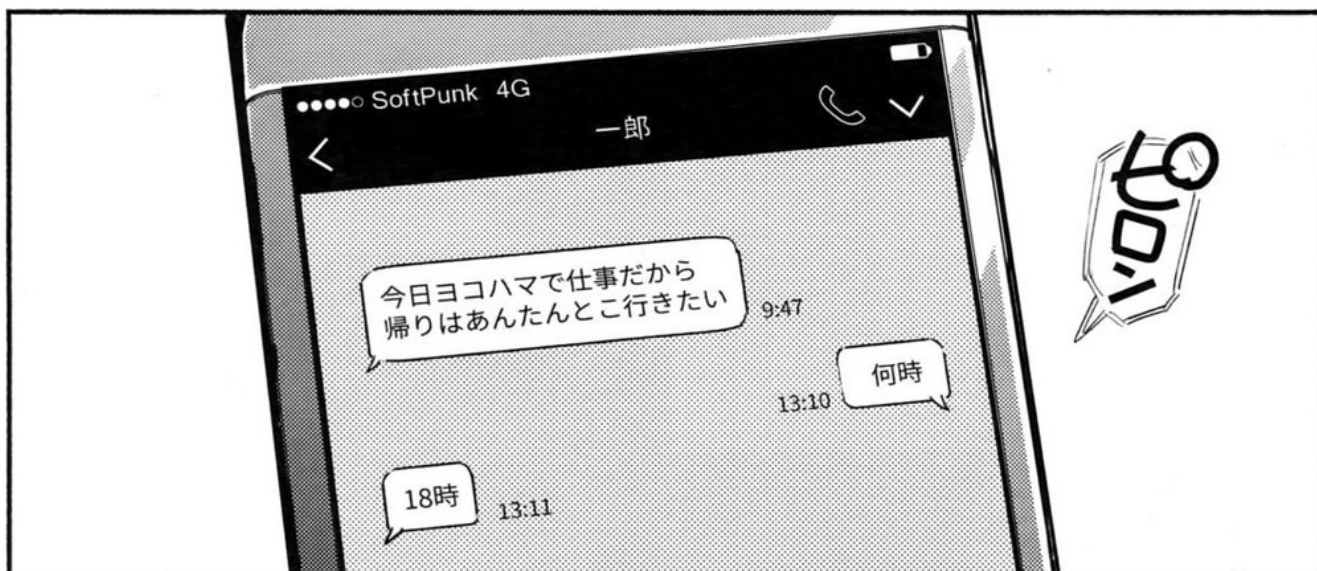 SoftPunk 4G
一郎
ピロン
今日ヨコハマで仕事だから
帰りはあんたんとこ行きたい
9:47
何時
13:10
18時
13:11